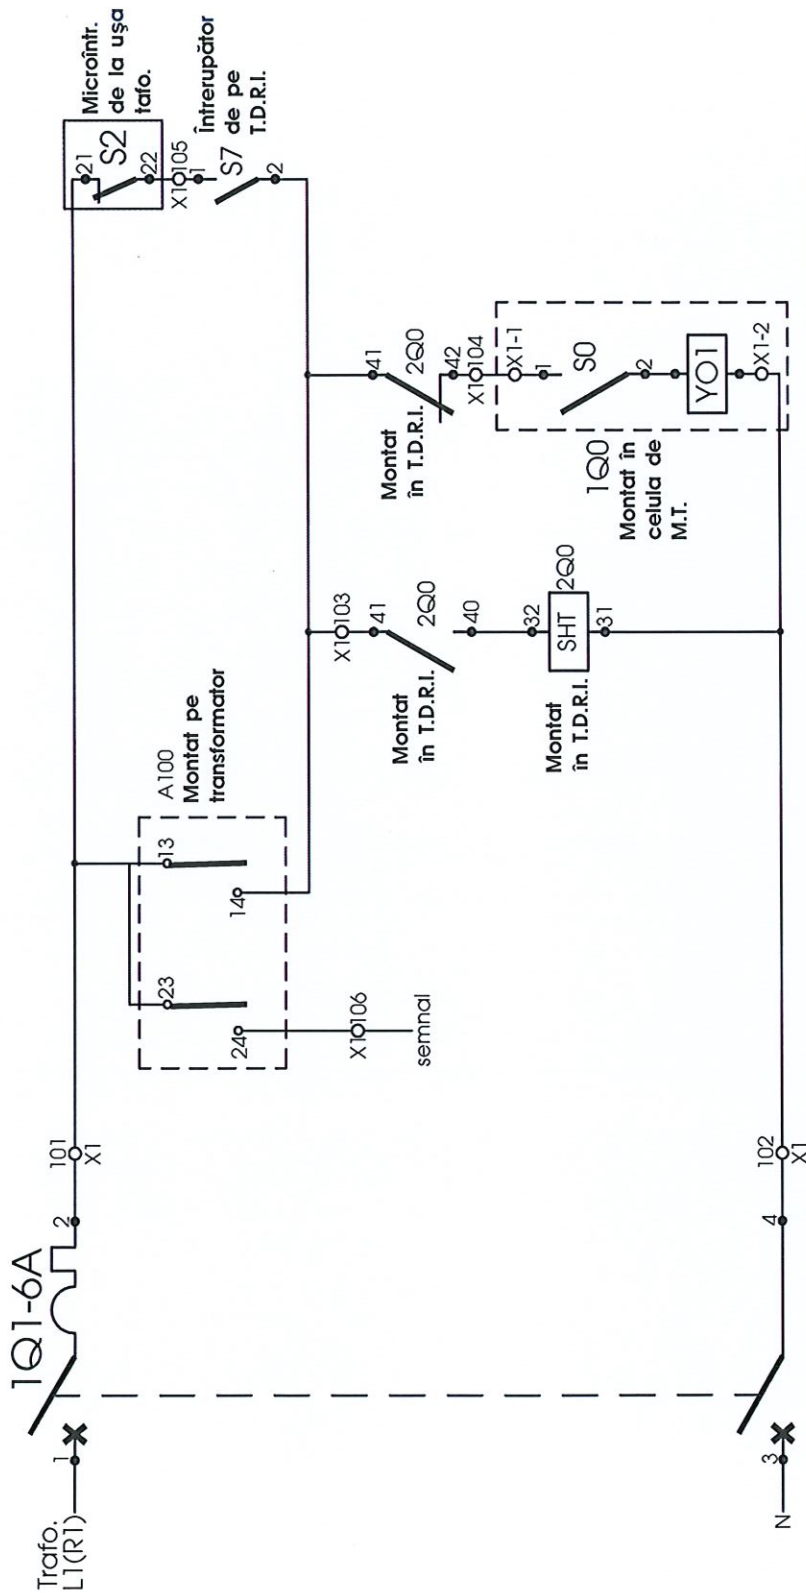 Trafo.
L1(R1)
1
1Q1-6A
2
101
X1
A100
Montat pe
transformator
23
13
24
14
X1
106
semnal
21
S2
22
Microîntr.
de la ușa
tafo.
X1
105
1
S7
2
Întrerupător
de pe
T.D.R.I.
X1
103
41
2Q0
40
Montat
în T.D.R.I.
32
SHT
2Q0
31
Montat
în T.D.R.I.
41
2Q0
42
Montat
în T.D.R.I.
X1
104
X1-1
1
S0
2
YO1
X1-2
1Q0
Montat în
celula de
M.T.
N
3
4
102
X1